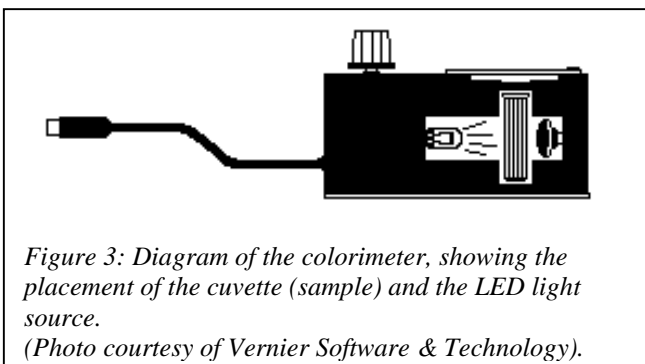 Figure 3: Diagram of the colorimeter, showing the
placement of the cuvette (sample) and the LED light
source.
(Photo courtesy of Vernier Software & Technology).